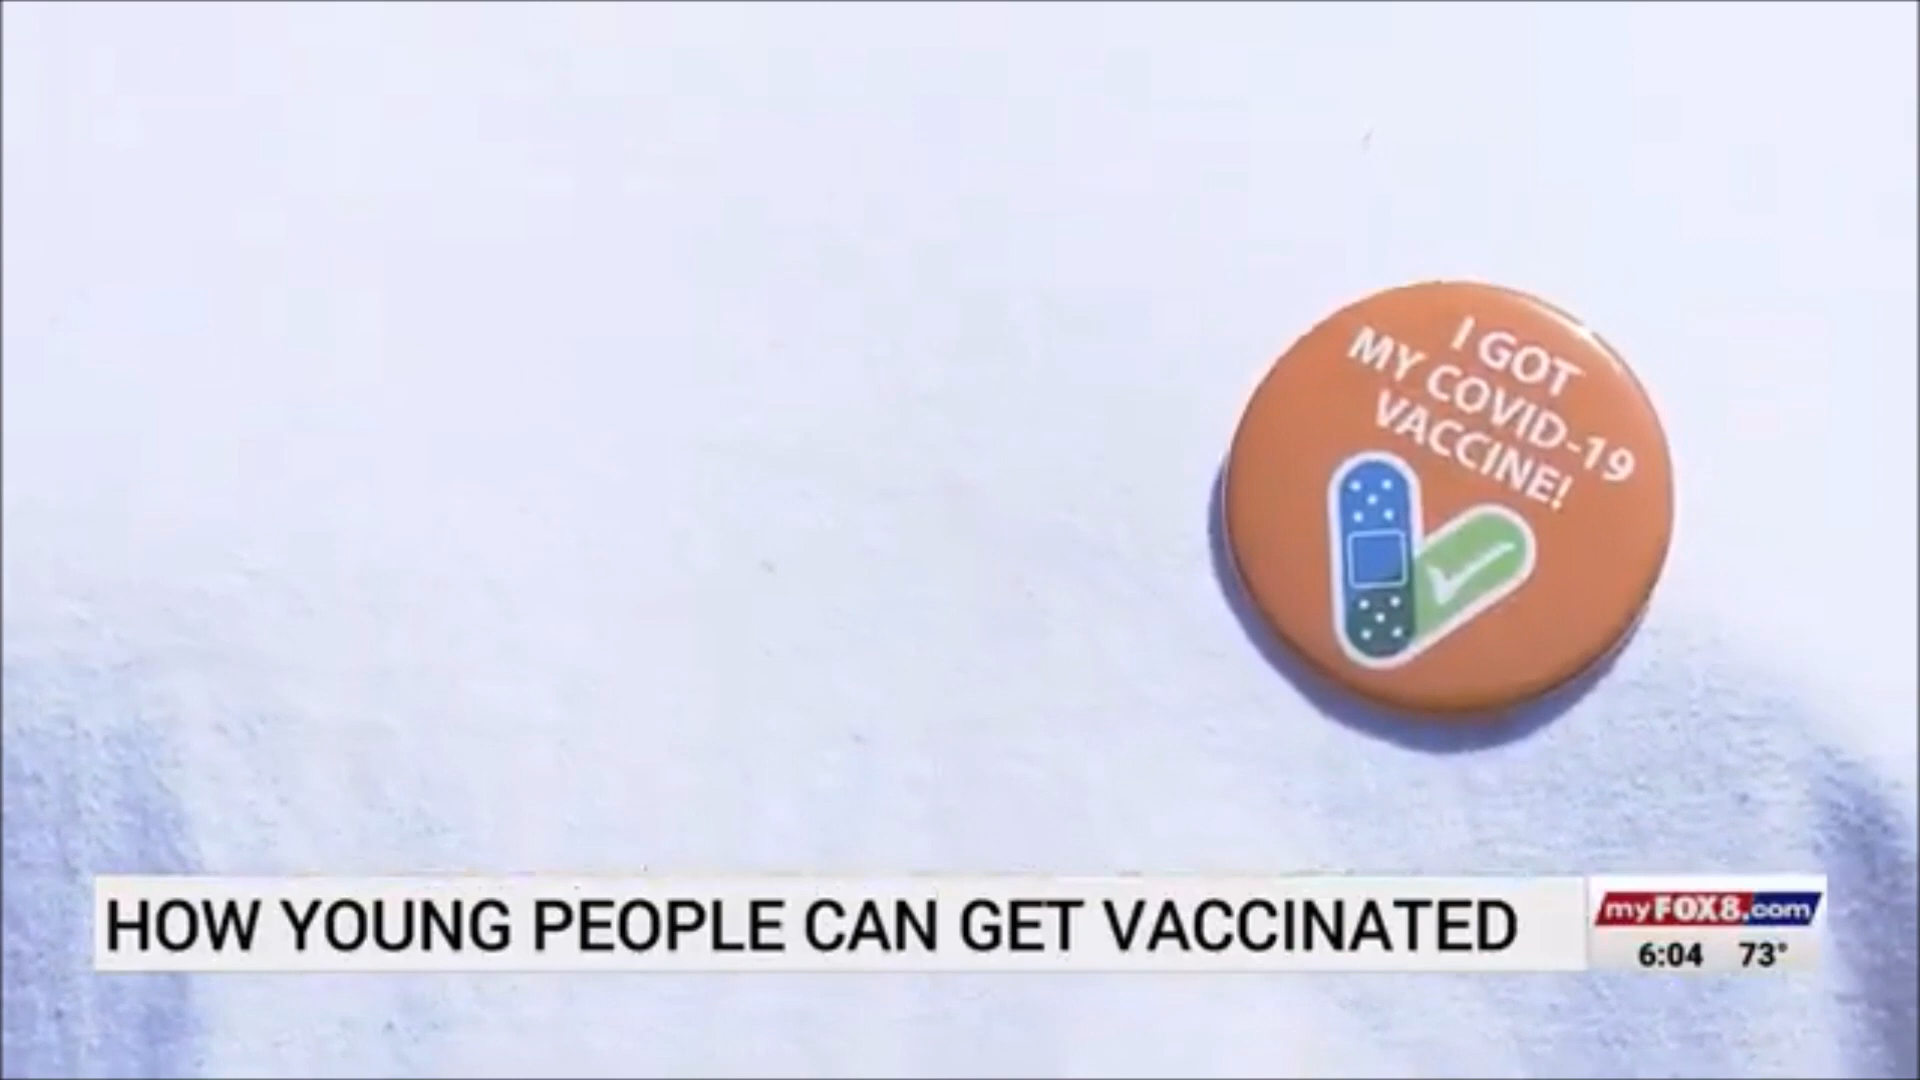 I GOT
MY COVID-19
VACCINE!
HOW YOUNG PEOPLE CAN GET VACCINATED
myFOX8.com
6:04 73°